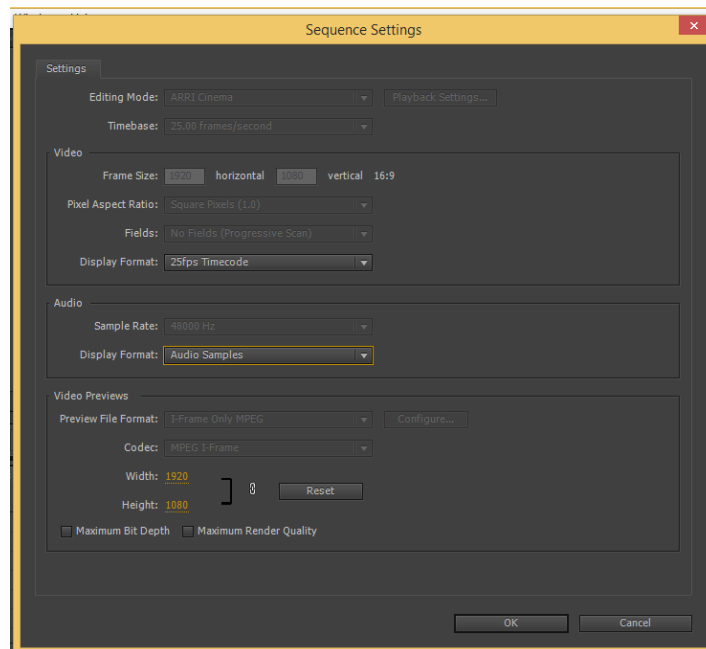 Sequence Settings
Settings
Editing Mode: ARRI Cinema Playback Settings...
Timebase: 25.00 frames/second
Video
Frame Size: 1920 horizontal 1080 vertical 16:9
Pixel Aspect Ratio: Square Pixels (1.0)
Fields: No Fields (Progressive Scan)
Display Format: 25fps Timecode
Audio
Sample Rate: 48000 Hz
Display Format: Audio Samples
Video Previews
Preview File Format: I-Frame Only MPEG Configure...
Codec: MPEG I-Frame
Width: 1920
Reset
Height: 1080
Maximum Bit Depth Maximum Render Quality
OK Cancel